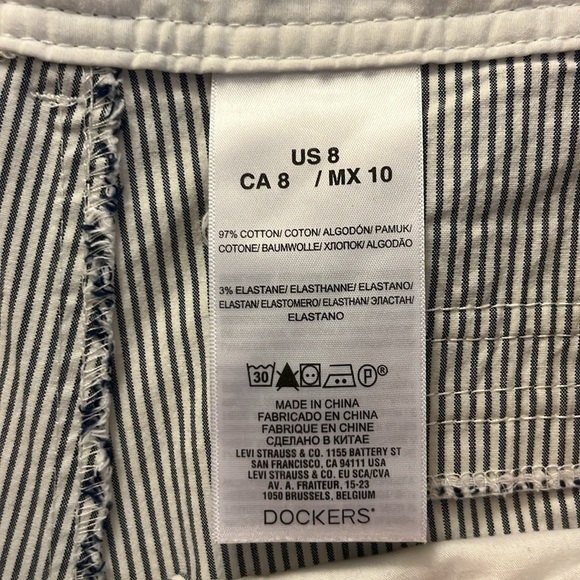 US 8
CA 8 / MX 10
97% COTTON/ COTON/ ALGODÓN/ PAMUK/
COTONE/ BAUMWOLLE/ ХЛОПОК/ ALGODÃO
3% ELASTANE/ ELASTHANNE/ ELASTANO/
ELASTAN/ ELASTOMERO/ ELASTHAN/ ЭЛАСТАН/
ELASTANO
30 P®
MADE IN CHINA
FABRICADO EN CHINA
FABRIQUE EN CHINE
СДЕЛАНО В КИТАЕ
LEVI STRAUSS & CO. 1155 BATTERY ST
SAN FRANCISCO, CA 94111 USA
LEVI STRAUSS & CO. EU SCA/CVA
AV. A. FRAITEUR, 15-23
1050 BRUSSELS, BELGIUM
DOCKERS®